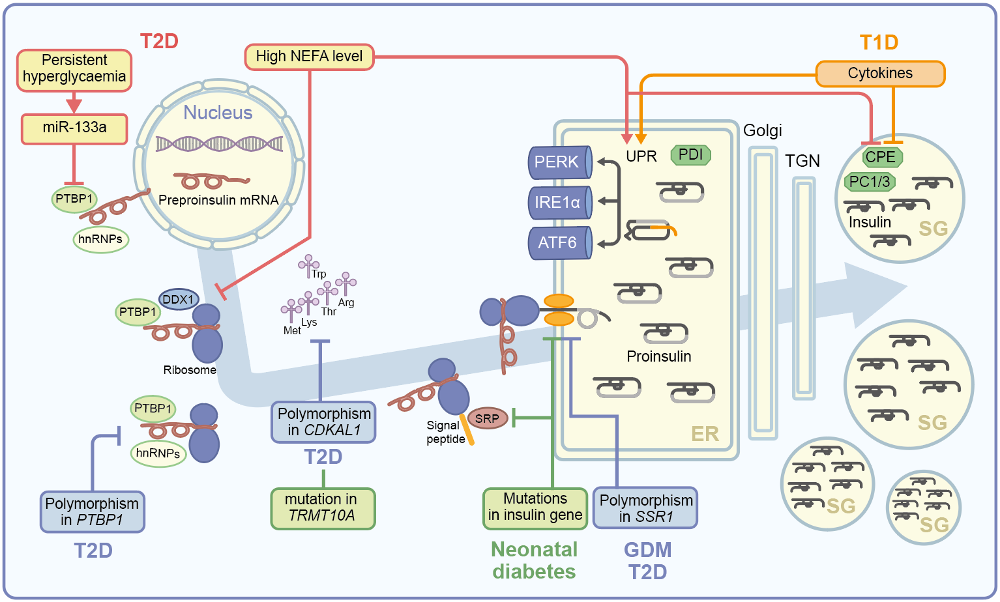 T2D
Persistent
hyperglycaemia
miR-133a
PTBP1
hnRNPs
Nucleus
Preproinsulin mRNA
High NEFA level
T1D
Cytokines
Golgi
TGN
PERK
IRE1α
ATF6
UPR
PDI
CPE
PC1/3
Insulin
SG
Trp
Arg
Thr
Lys
Met
DDX1
PTBP1
Ribosome
Proinsulin
ER
PTBP1
hnRNPs
Polymorphism
in CDKAL1
T2D
Signal
peptide
SRP
SG
SG
SG
Polymorphism
in PTBP1
T2D
mutation in
TRMT10A
Mutations
in insulin gene
Neonatal
diabetes
Polymorphism
in SSR1
GDM
T2D